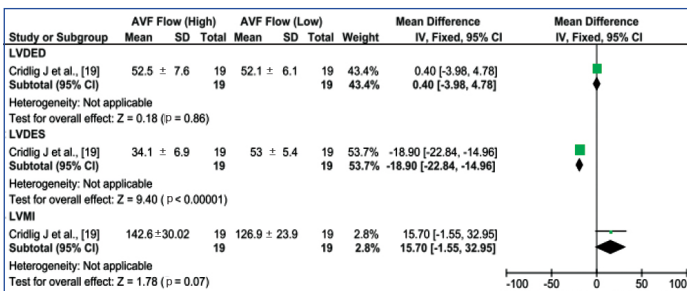 AVF Flow (High) AVF Flow (Low) Mean Difference Mean Difference
Study or Subgroup Mean SD Total Mean SD Total Weight IV, Fixed, 95% CI IV, Fixed, 95% CI
LVDED
Cridlig J et al., [19] 52.5 ± 7.6 19 52.1 ± 6.1 19 43.4% 0.40 [-3.98, 4.78]
Subtotal (95% CI) 19 19 43.4% 0.40 [-3.98, 4.78]
Heterogeneity: Not applicable
Test for overall effect: Z = 0.18 (p = 0.86)
LVDES
Cridlig J et al., [19] 34.1 ± 6.9 19 53 ± 5.4 19 53.7% -18.90 [-22.84, -14.96]
Subtotal (95% CI) 19 19 53.7% -18.90 [-22.84, -14.96]
Heterogeneity: Not applicable
Test for overall effect: Z = 9.40 ( p < 0.00001)
LVMI
Cridlig J et al., [19] 142.6 ± 30.02 19 126.9 ± 23.9 19 2.8% 15.70 [-1.55, 32.95]
Subtotal (95% CI) 19 19 2.8% 15.70 [-1.55, 32.95]
Heterogeneity: Not applicable
Test for overall effect: Z = 1.78 (p = 0.07)
-100 -50 0 50 100